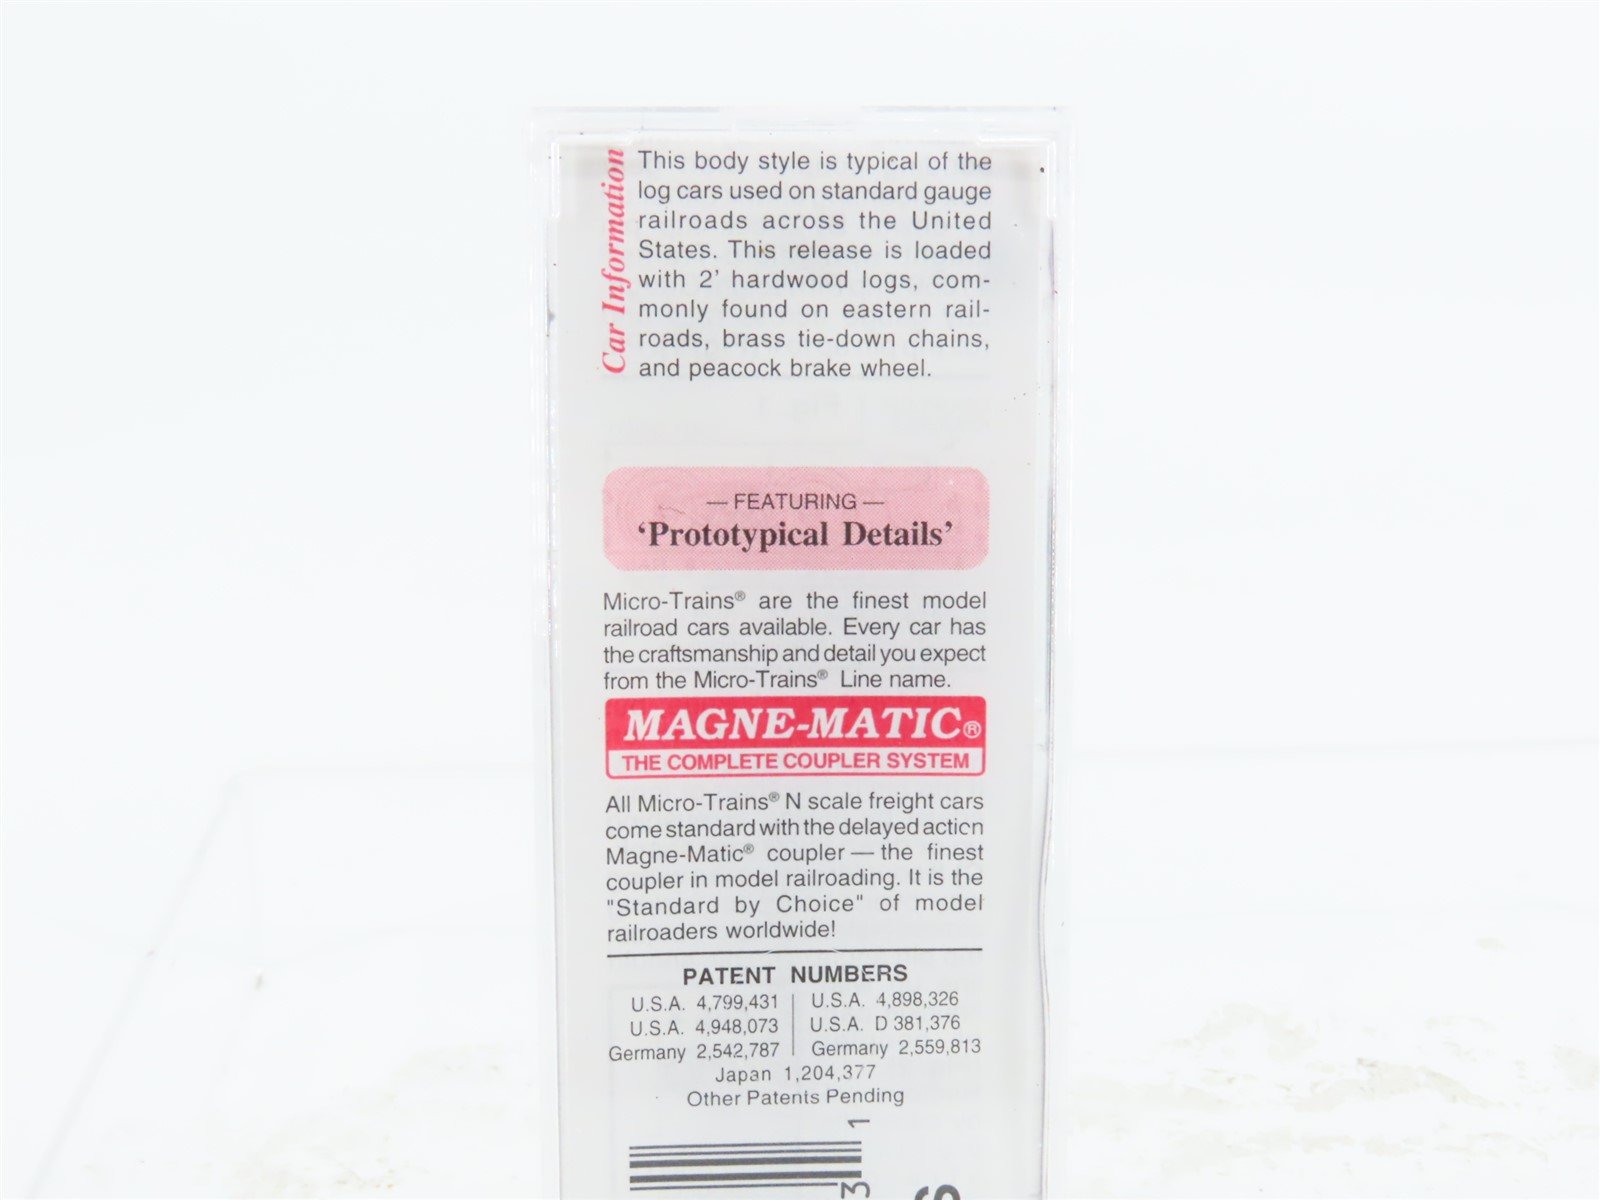 Car Information
This body style is typical of the
log cars used on standard gauge
railroads across the United
States. This release is loaded
with 2' hardwood logs, com-
monly found on eastern rail-
roads, brass tie-down chains,
and peacock brake wheel.
— FEATURING —
'Prototypical Details'
Micro-Trains® are the finest model
railroad cars available. Every car has
the craftsmanship and detail you expect
from the Micro-Trains® Line name.
MAGNE-MATIC®
THE COMPLETE COUPLER SYSTEM
All Micro-Trains® N scale freight cars
come standard with the delayed action
Magne-Matic® coupler — the finest
coupler in model railroading. It is the
"Standard by Choice" of model
railroaders worldwide!
PATENT NUMBERS
U.S.A. 4,799,431 | U.S.A. 4,898,326
U.S.A. 4,948,073 | U.S.A. D 381,376
Germany 2,542,787 | Germany 2,559,813
Japan 1,204,377
Other Patents Pending
1
3